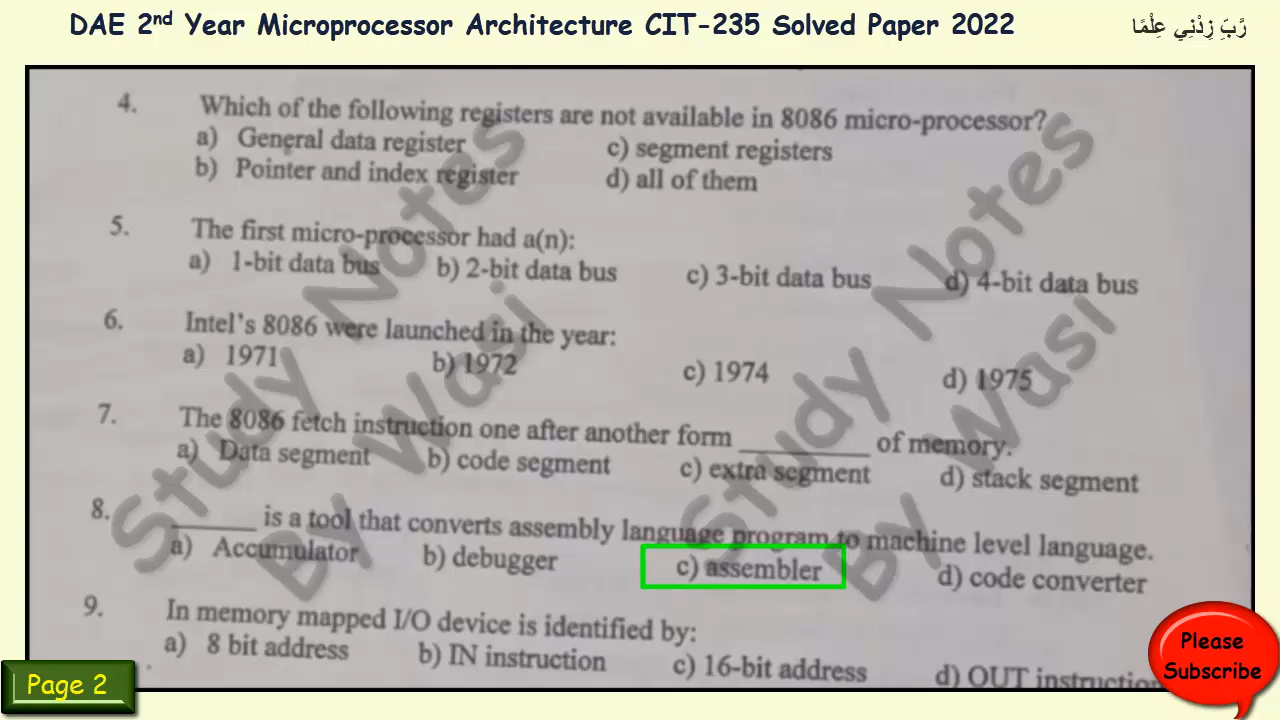 DAE 2nd Year Microprocessor Architecture CIT-235 Solved Paper 2022
رَّبِّ زِدْنِي عِلْمًا
4. Which of the following registers are not available in 8086 micro-processor?
a) General data register c) segment registers
b) Pointer and index register d) all of them
5. The first micro-processor had a(n):
a) 1-bit data bus b) 2-bit data bus c) 3-bit data bus d) 4-bit data bus
6. Intel's 8086 were launched in the year:
a) 1971 b) 1972 c) 1974 d) 1975
7. The 8086 fetch instruction one after another form __________ of memory.
a) Data segment b) code segment c) extra segment d) stack segment
8. ______ is a tool that converts assembly language program to machine level language.
a) Accumulator b) debugger c) assembler d) code converter
9. In memory mapped I/O device is identified by:
a) 8 bit address b) IN instruction c) 16-bit address d) OUT instruction
Study Notes
By Wasi
Study Notes
By Wasi
Page 2
Please
Subscribe